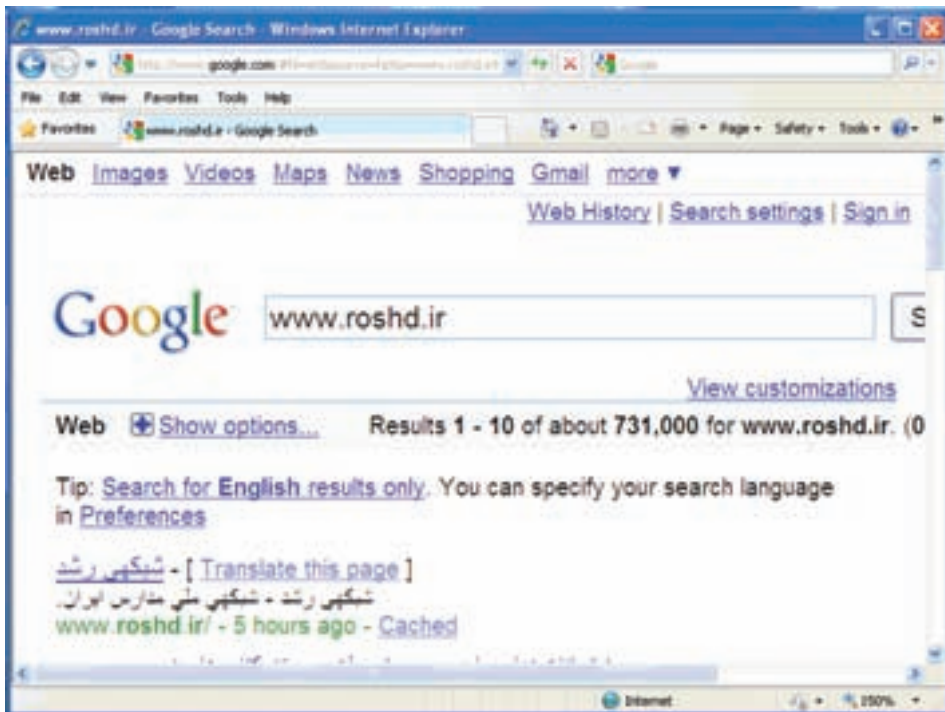 www.roshd.ir - Google Search - Windows Internet Explorer
google.com
File Edit View Favorites Tools Help
Favorites www.roshd.ir - Google Search Page Safety Tools
Web Images Videos Maps News Shopping Gmail more ▼
Web History | Search settings | Sign in
Google www.roshd.ir S
View customizations
Web Show options... Results 1 - 10 of about 731,000 for www.roshd.ir. (0
Tip: Search for English results only. You can specify your search language
in Preferences
شبکه‌ی رشد - [ Translate this page ]
شبکه‌ی رشد - شبکه‌ی ملّی مدارس ایران.
www.roshd.ir/ - 5 hours ago - Cached
Internet 250%